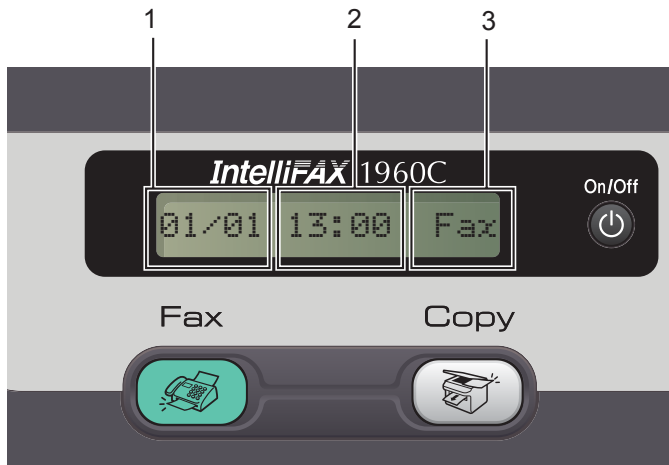 1 2 3
IntelliFAX 1960C
On/Off
01/01 13:00 Fax
Fax Copy